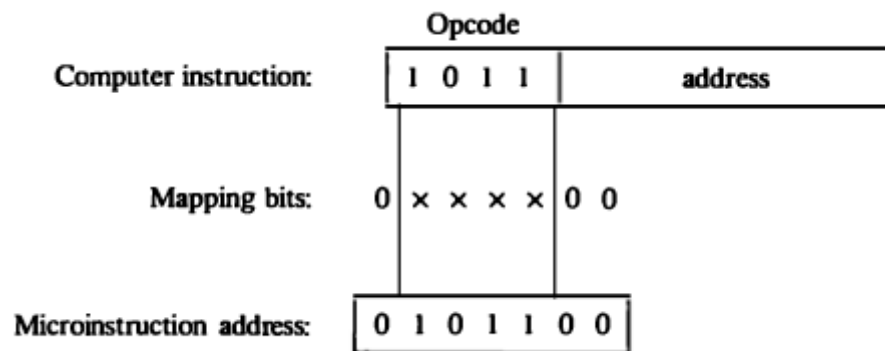 Opcode
Computer instruction: 1 0 1 1 address
Mapping bits: 0 × × × × 0 0
Microinstruction address: 0 1 0 1 1 0 0